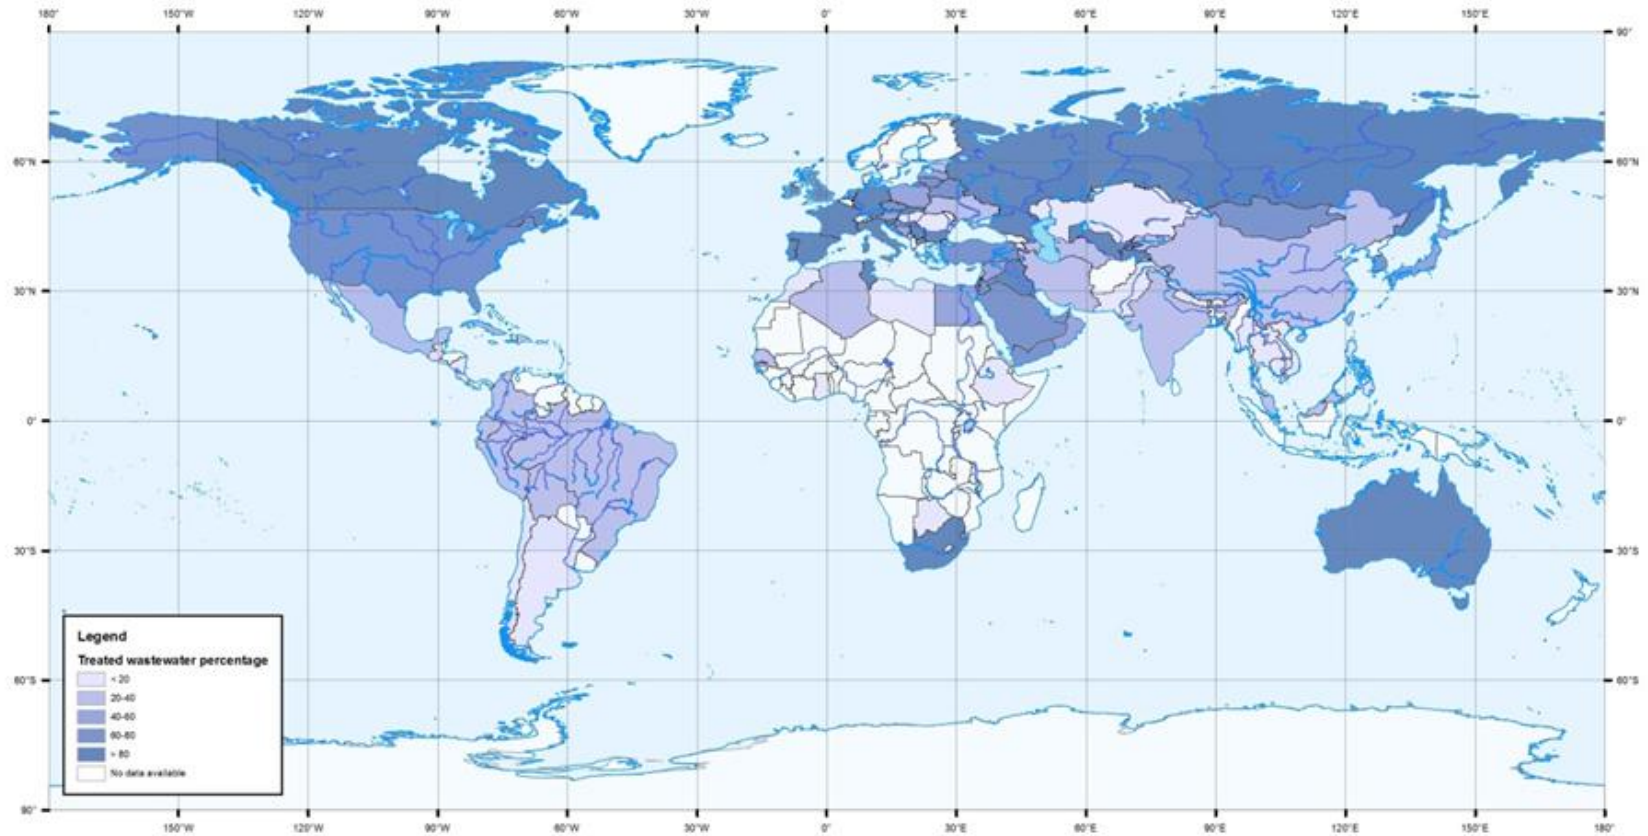 180° 150°W 120°W 90°W 60°W 30°W 0° 30°E 60°E 90°E 120°E 150°E 180°
90°
60°N 60°N
30°N 30°N
0° 0°
30°S 30°S
60°S 60°S
Legend
Treated wastewater percentage
< 20
20-40
40-60
60-80
> 80
No data available
90° 90°
150°W 120°W 90°W 60°W 30°W 0° 30°E 60°E 90°E 120°E 150°E 180°